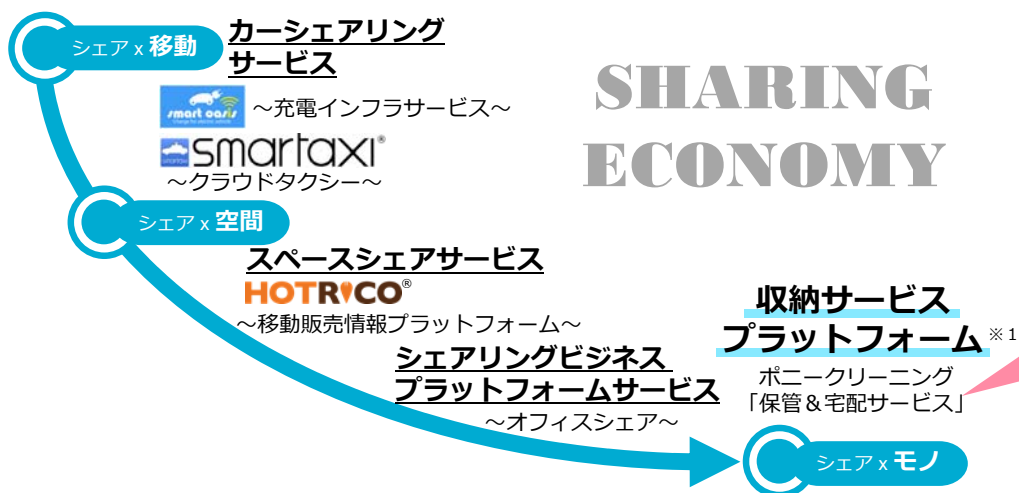 シェア x 移動
カーシェアリング
サービス
smart oasis
～充電インフラサービス～
smartaxi®
～クラウドタクシー～
SHARING
ECONOMY
シェア x 空間
スペースシェアサービス
HOTRICO®
～移動販売情報プラットフォーム～
シェアリングビジネス
プラットフォームサービス
～オフィスシェア～
収納サービス
プラットフォーム※１
ポニークリーニング
「保管＆宅配サービス」
シェア x モノ